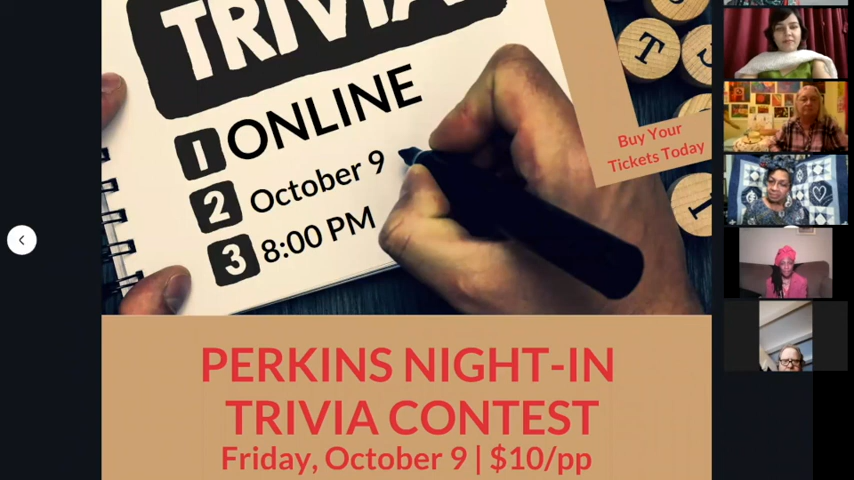 TRIVIA
1 ONLINE
2 October 9
3 8:00 PM
Buy Your
Tickets Today
T
U
I
PERKINS NIGHT-IN
TRIVIA CONTEST
Friday, October 9 | $10/pp